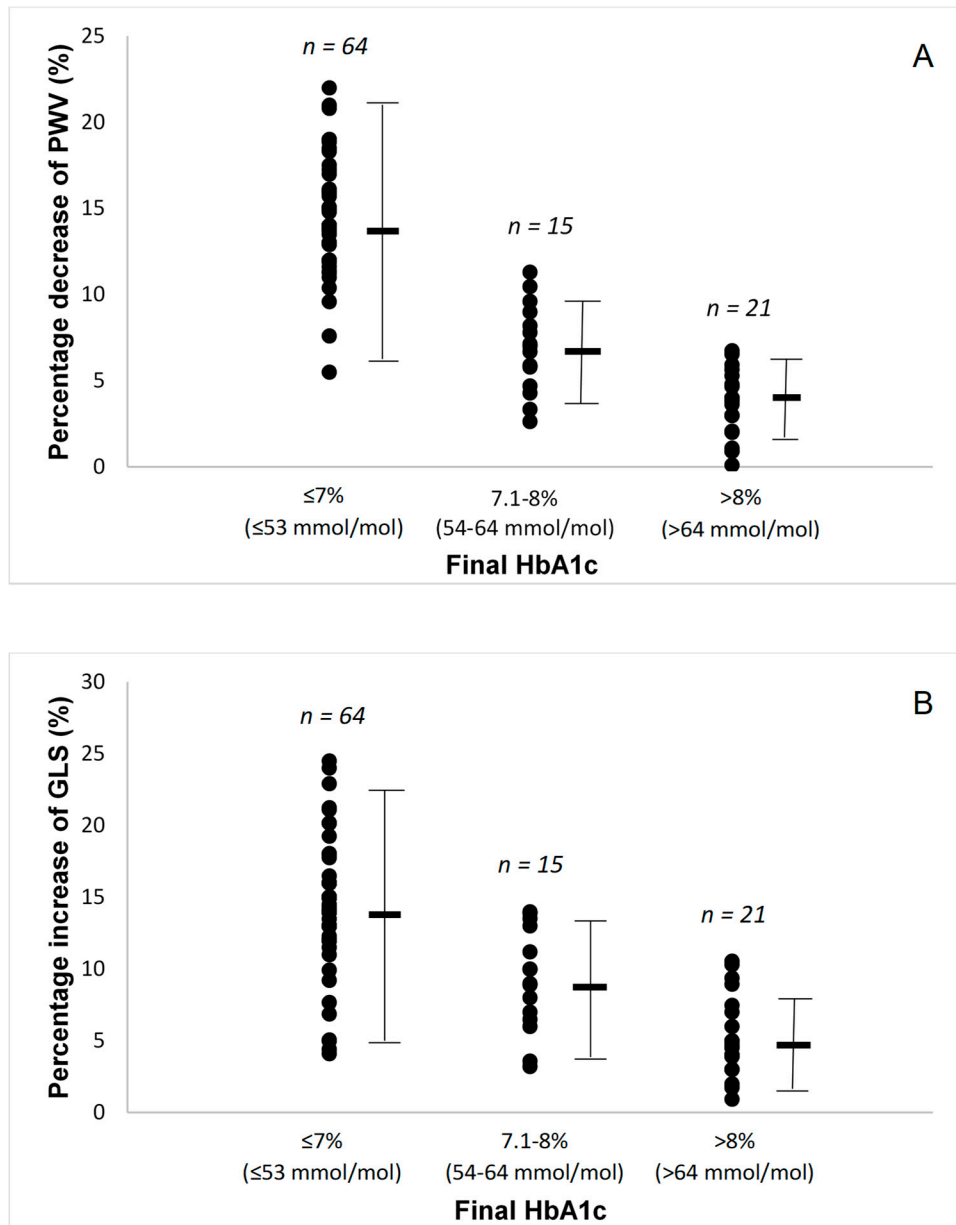 A
Percentage decrease of PWV (%)
25
20
15
10
5
0
n = 64
n = 15
n = 21
≤7%
(≤53 mmol/mol)
7.1-8%
(54-64 mmol/mol)
>8%
(>64 mmol/mol)
Final HbA1c
B
Percentage increase of GLS (%)
30
25
20
15
10
5
0
n = 64
n = 15
n = 21
≤7%
(≤53 mmol/mol)
7.1-8%
(54-64 mmol/mol)
>8%
(>64 mmol/mol)
Final HbA1c